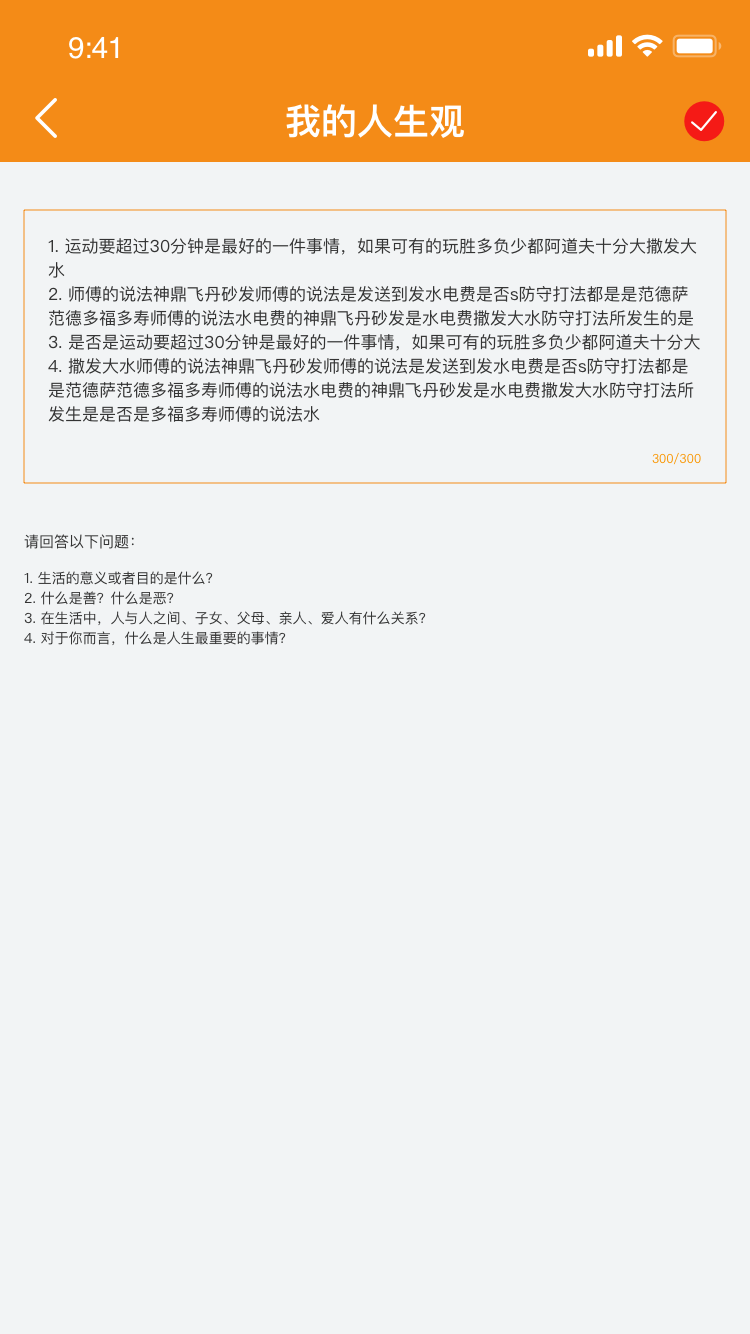 9:41
我的人生观
1. 运动要超过30分钟是最好的一件事情，如果可有的玩胜多负少都阿道夫十分大撒发大
水
2. 师傅的说法神鼎飞丹砂发师傅的说法是发送到发水电费是否s防守打法都是是范德萨
范德多福多寿师傅的说法水电费的神鼎飞丹砂发是水电费撒发大水防守打法所发生的是
3. 是否是运动要超过30分钟是最好的一件事情，如果可有的玩胜多负少都阿道夫十分大
4. 撒发大水师傅的说法神鼎飞丹砂发师傅的说法是发送到发水电费是否s防守打法都是
是范德萨范德多福多寿师傅的说法水电费的神鼎飞丹砂发是水电费撒发大水防守打法所
发生是是否是多福多寿师傅的说法水
300/300
请回答以下问题：
1. 生活的意义或者目的是什么？
2. 什么是善？什么是恶？
3. 在生活中，人与人之间、子女、父母、亲人、爱人有什么关系？
4. 对于你而言，什么是人生最重要的事情？